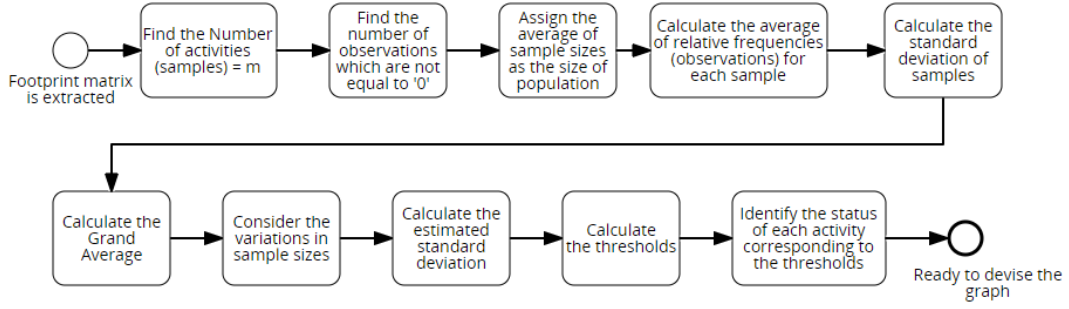 Footprint matrix
is extracted
Find the Number
of activities
(samples) = m
Find the
number of
observations
which are not
equal to '0'
Assign the
average of
sample sizes
as the size of
population
Calculate the average
of relative frequencies
(observations) for
each sample
Calculate the
standard
deviation of
samples
Calculate the
Grand
Average
Consider the
variations in
sample sizes
Calculate the
estimated
standard
deviation
Calculate
the thresholds
Identify the status
of each activity
corresponding to
the thresholds
Ready to devise the
graph